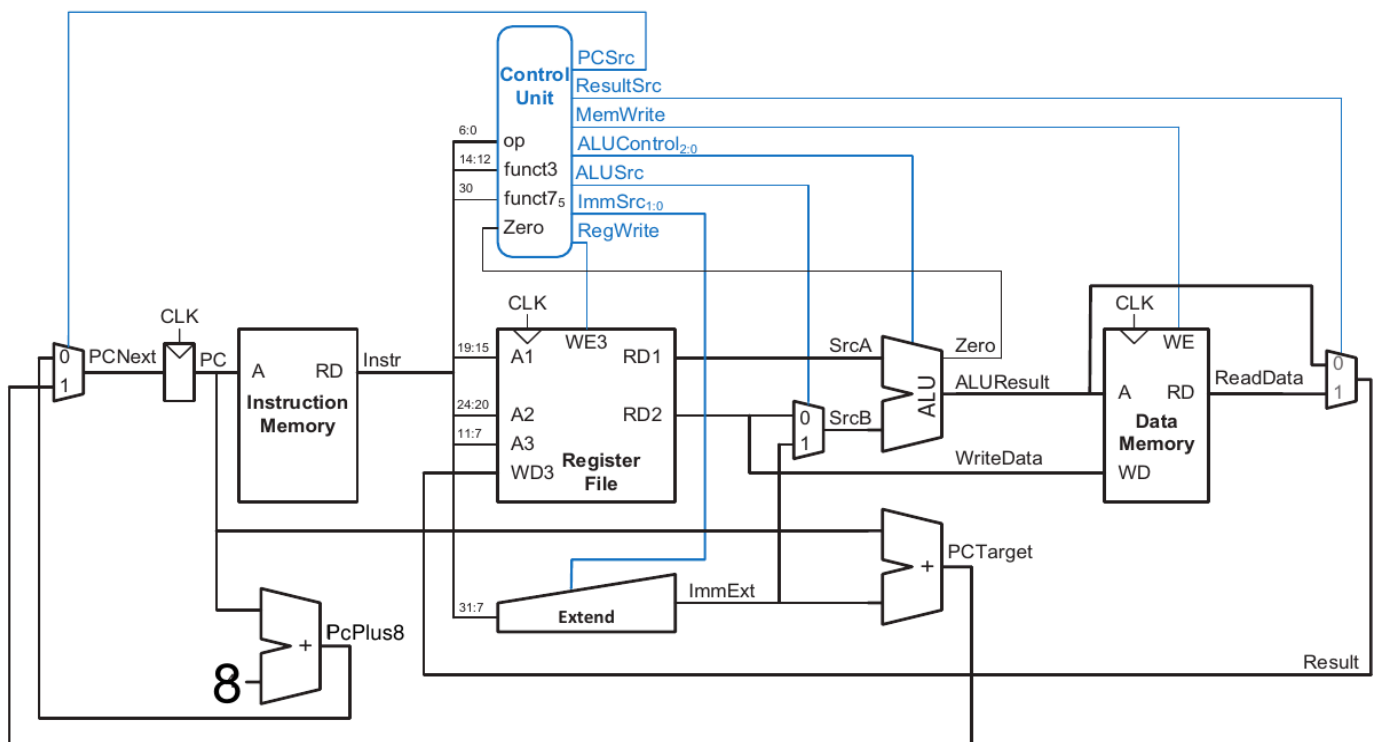 PCSrc
Control
Unit
ResultSrc
MemWrite
6:0
op
ALUControl2:0
14:12
funct3
ALUSrc
30
funct75
ImmSrc1:0
Zero
RegWrite
CLK
CLK
CLK
0
PCNext
PC
1
A
RD
Instr
Instruction
Memory
19:15
A1
WE3
RD1
24:20
A2
RD2
11:7
A3
WD3
Register
File
SrcA
0
SrcB
1
ALU
Zero
ALUResult
WriteData
WE
A
RD
Data
Memory
WD
ReadData
0
1
+
PCTarget
31:7
Extend
ImmExt
+
PcPlus8
8
Result